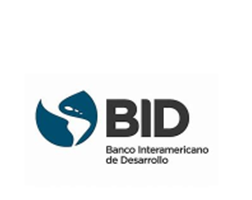 BID
Banco Interamericano
de Desarrollo